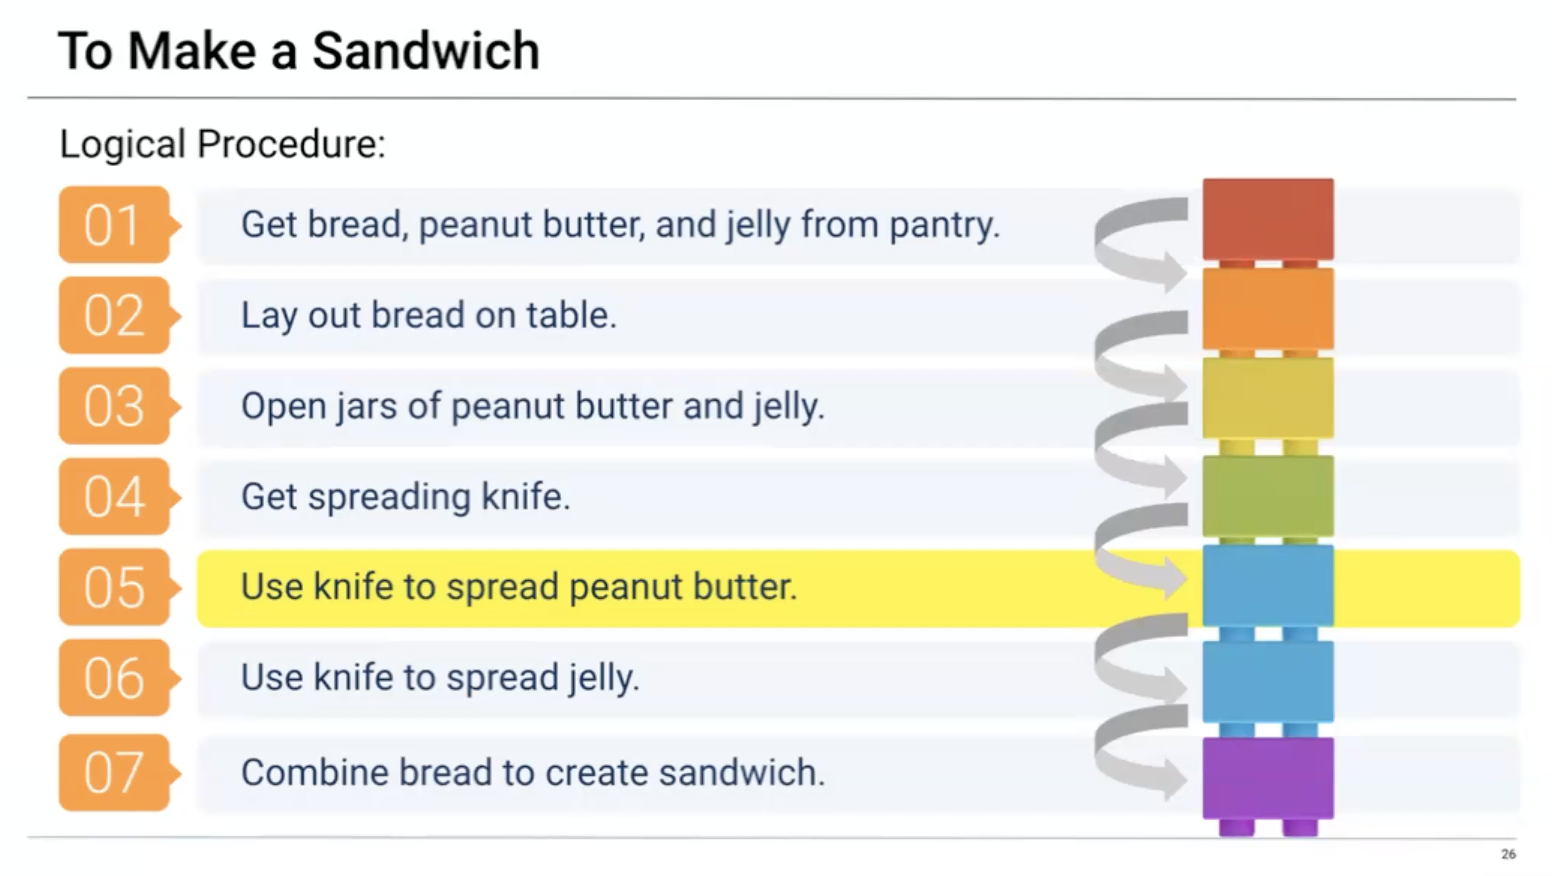 To Make a Sandwich
Logical Procedure:
01 Get bread, peanut butter, and jelly from pantry.
02 Lay out bread on table.
03 Open jars of peanut butter and jelly.
04 Get spreading knife.
05 Use knife to spread peanut butter.
06 Use knife to spread jelly.
07 Combine bread to create sandwich.
26